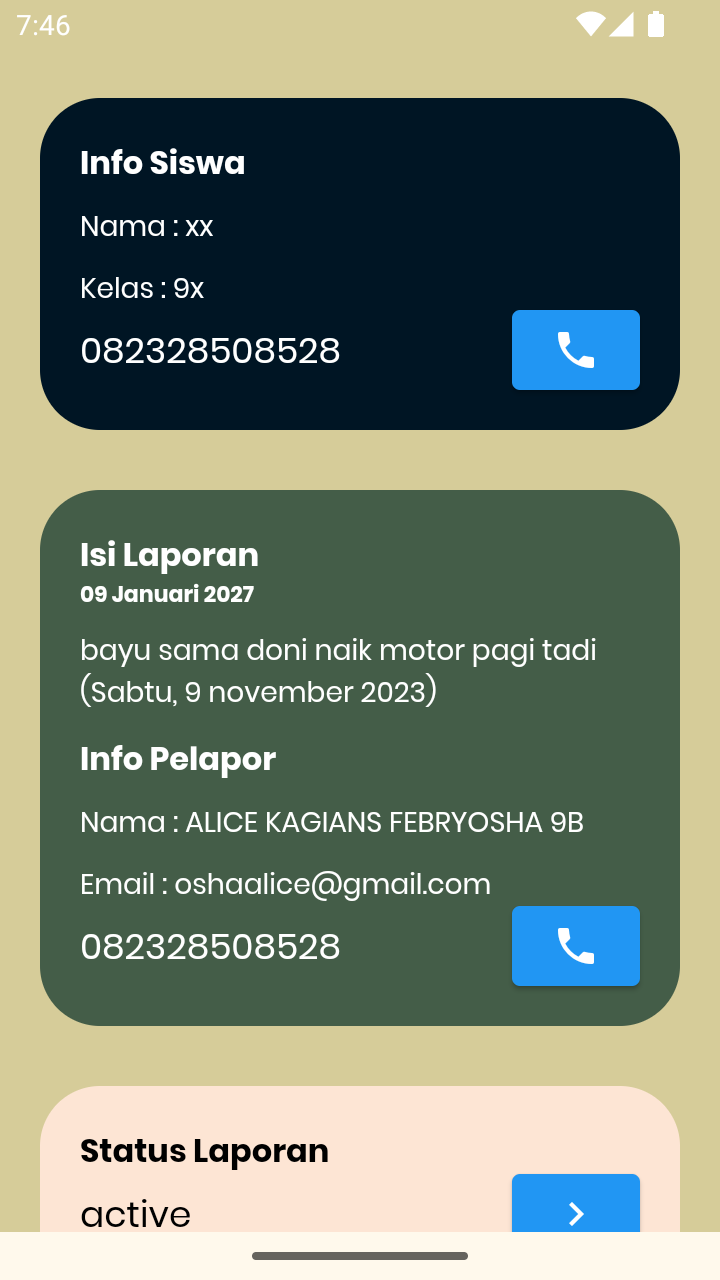 7:46
Info Siswa
Nama : xx
Kelas : 9x
082328508528
Isi Laporan
09 Januari 2027
bayu sama doni naik motor pagi tadi
(Sabtu, 9 november 2023)
Info Pelapor
Nama : ALICE KAGIANS FEBRYOSHA 9B
Email : oshaalice@gmail.com
082328508528
Status Laporan
active